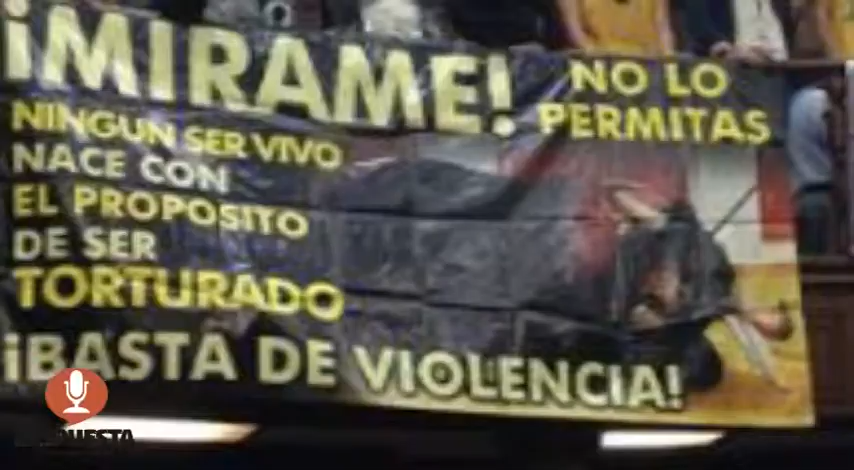 ¡MIRAME!
NO LO
PERMITAS
NINGUN SER VIVO
NACE CON
EL PROPOSITO
DE SER
TORTURADO
¡BASTA DE VIOLENCIA!